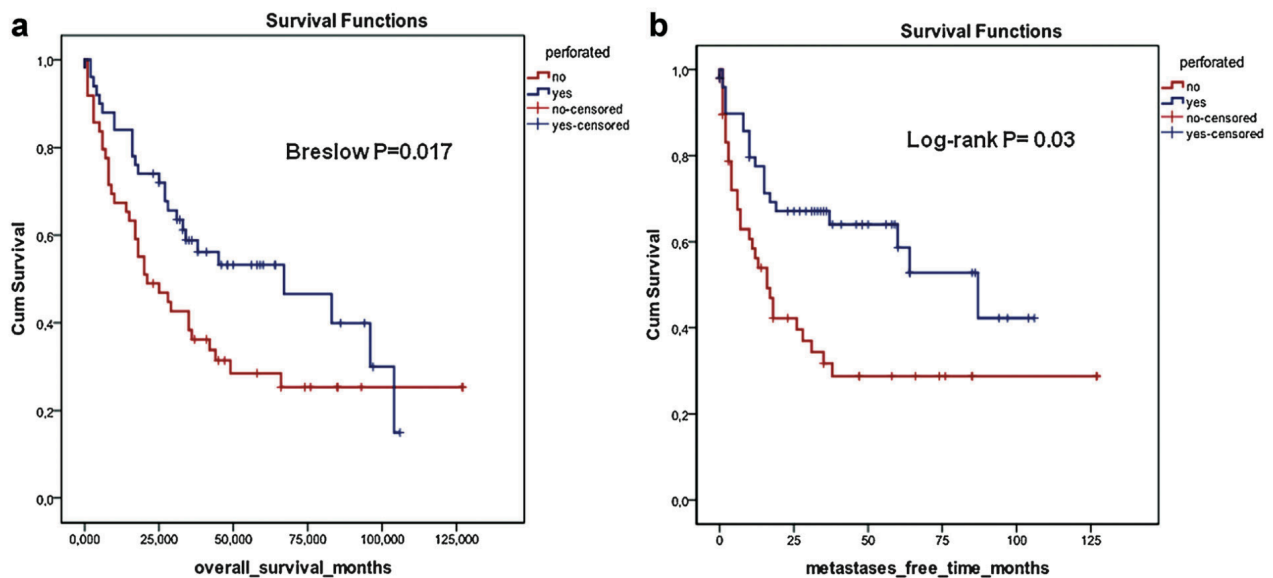 a
Survival Functions
perforated
no
yes
no-censored
yes-censored
Breslow P=0.017
Cum Survival
1,0
0,8
0,6
0,4
0,2
0,0
0,000 25,000 50,000 75,000 100,000 125,000
overall_survival_months
b
Survival Functions
perforated
no
yes
no-censored
yes-censored
Log-rank P= 0.03
Cum Survival
1,0
0,8
0,6
0,4
0,2
0,0
0 25 50 75 100 125
metastases_free_time_months